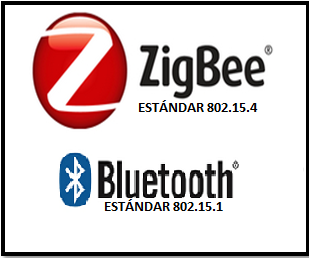 ZigBee®
ESTÁNDAR 802.15.4
Bluetooth®
ESTÁNDAR 802.15.1